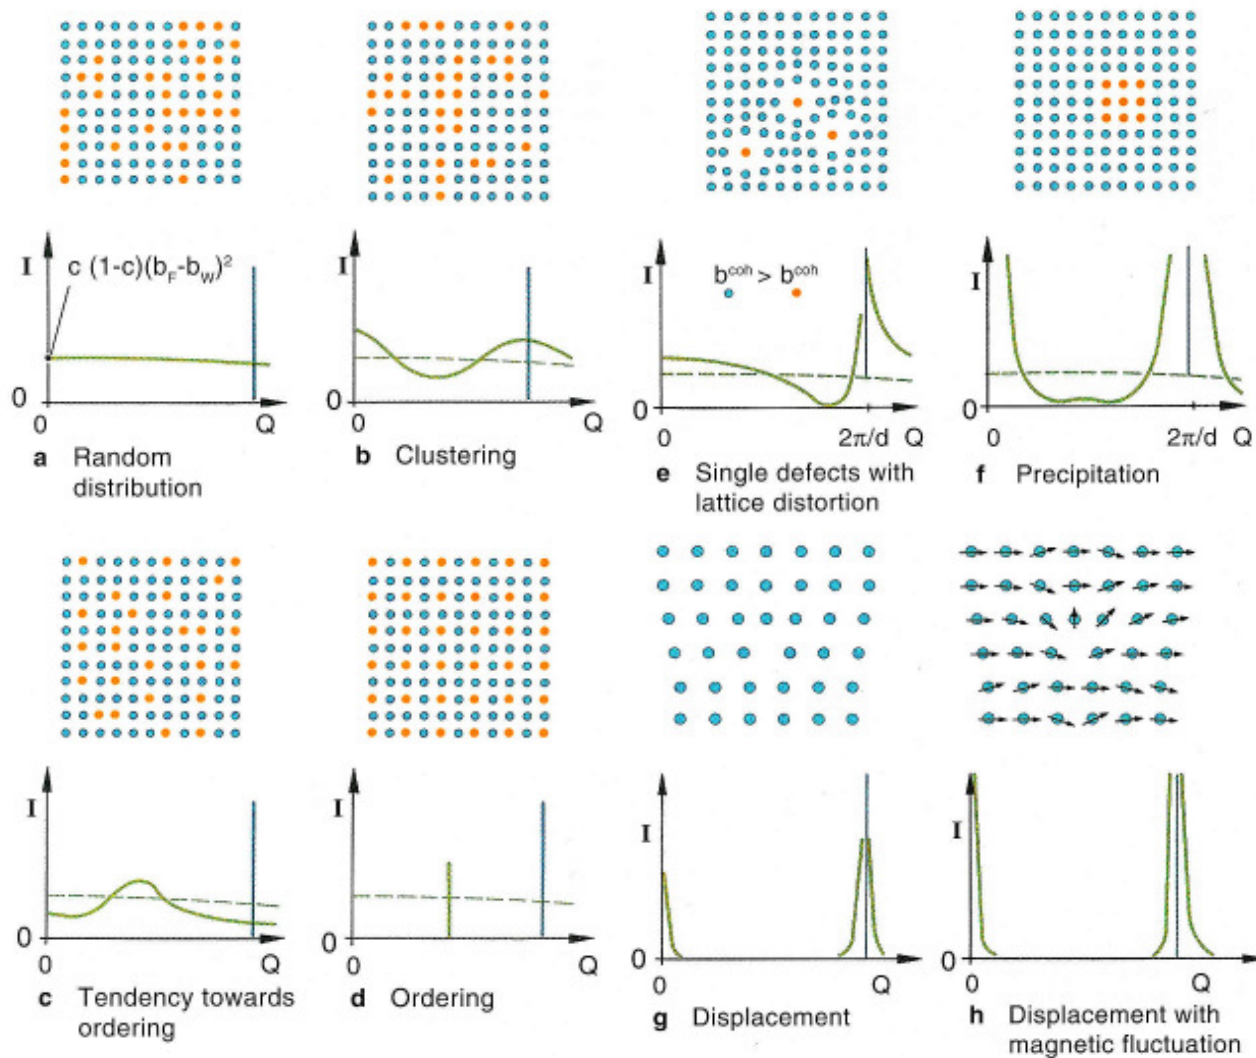 I
c (1-c)(b_F-b_W)²
0
0
Q
a Random
distribution
I
0
0
Q
b Clustering
I
b^coh > b^coh
0
0
2π/d
Q
e Single defects with
lattice distortion
I
0
0
2π/d
Q
f Precipitation
I
0
0
Q
c Tendency towards
ordering
I
0
0
Q
d Ordering
I
0
0
Q
g Displacement
I
0
0
Q
h Displacement with
magnetic fluctuation